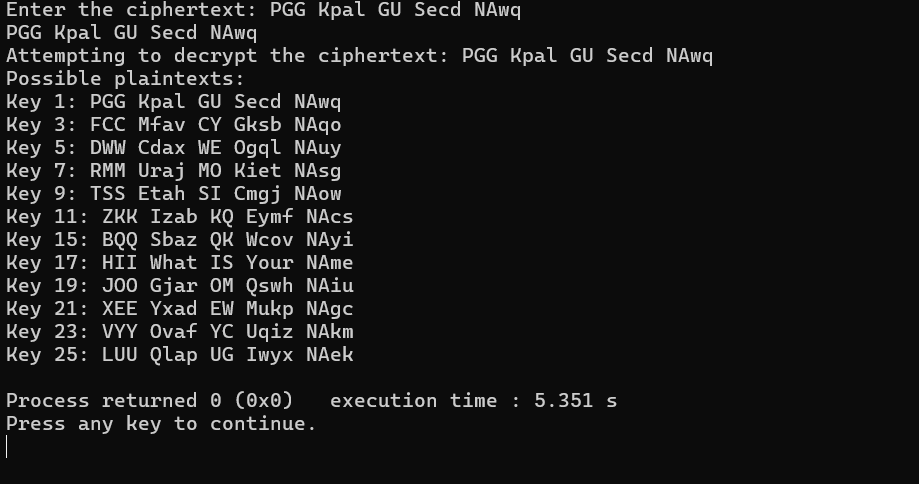 Enter the ciphertext: PGG Kpal GU Secd NAwq
PGG Kpal GU Secd NAwq
Attempting to decrypt the ciphertext: PGG Kpal GU Secd NAwq
Possible plaintexts:
Key 1: PGG Kpal GU Secd NAwq
Key 3: FCC Mfav CY Gksb NAqo
Key 5: DWW Cdax WE Ogql NAuy
Key 7: RMM Uraj MO Kiet NAsg
Key 9: TSS Etah SI Cmgj NAow
Key 11: ZKK Izab KQ Eymf NAcs
Key 15: BQQ Sbaz QK Wcov NAyi
Key 17: HII What IS Your NAme
Key 19: JOO Gjar OM Qswh NAiu
Key 21: XEE Yxad EW Mukp NAgc
Key 23: VYY Ovaf YC Uqiz NAkm
Key 25: LUU Qlap UG Iwyx NAek
Process returned 0 (0x0)   execution time : 5.351 s
Press any key to continue.